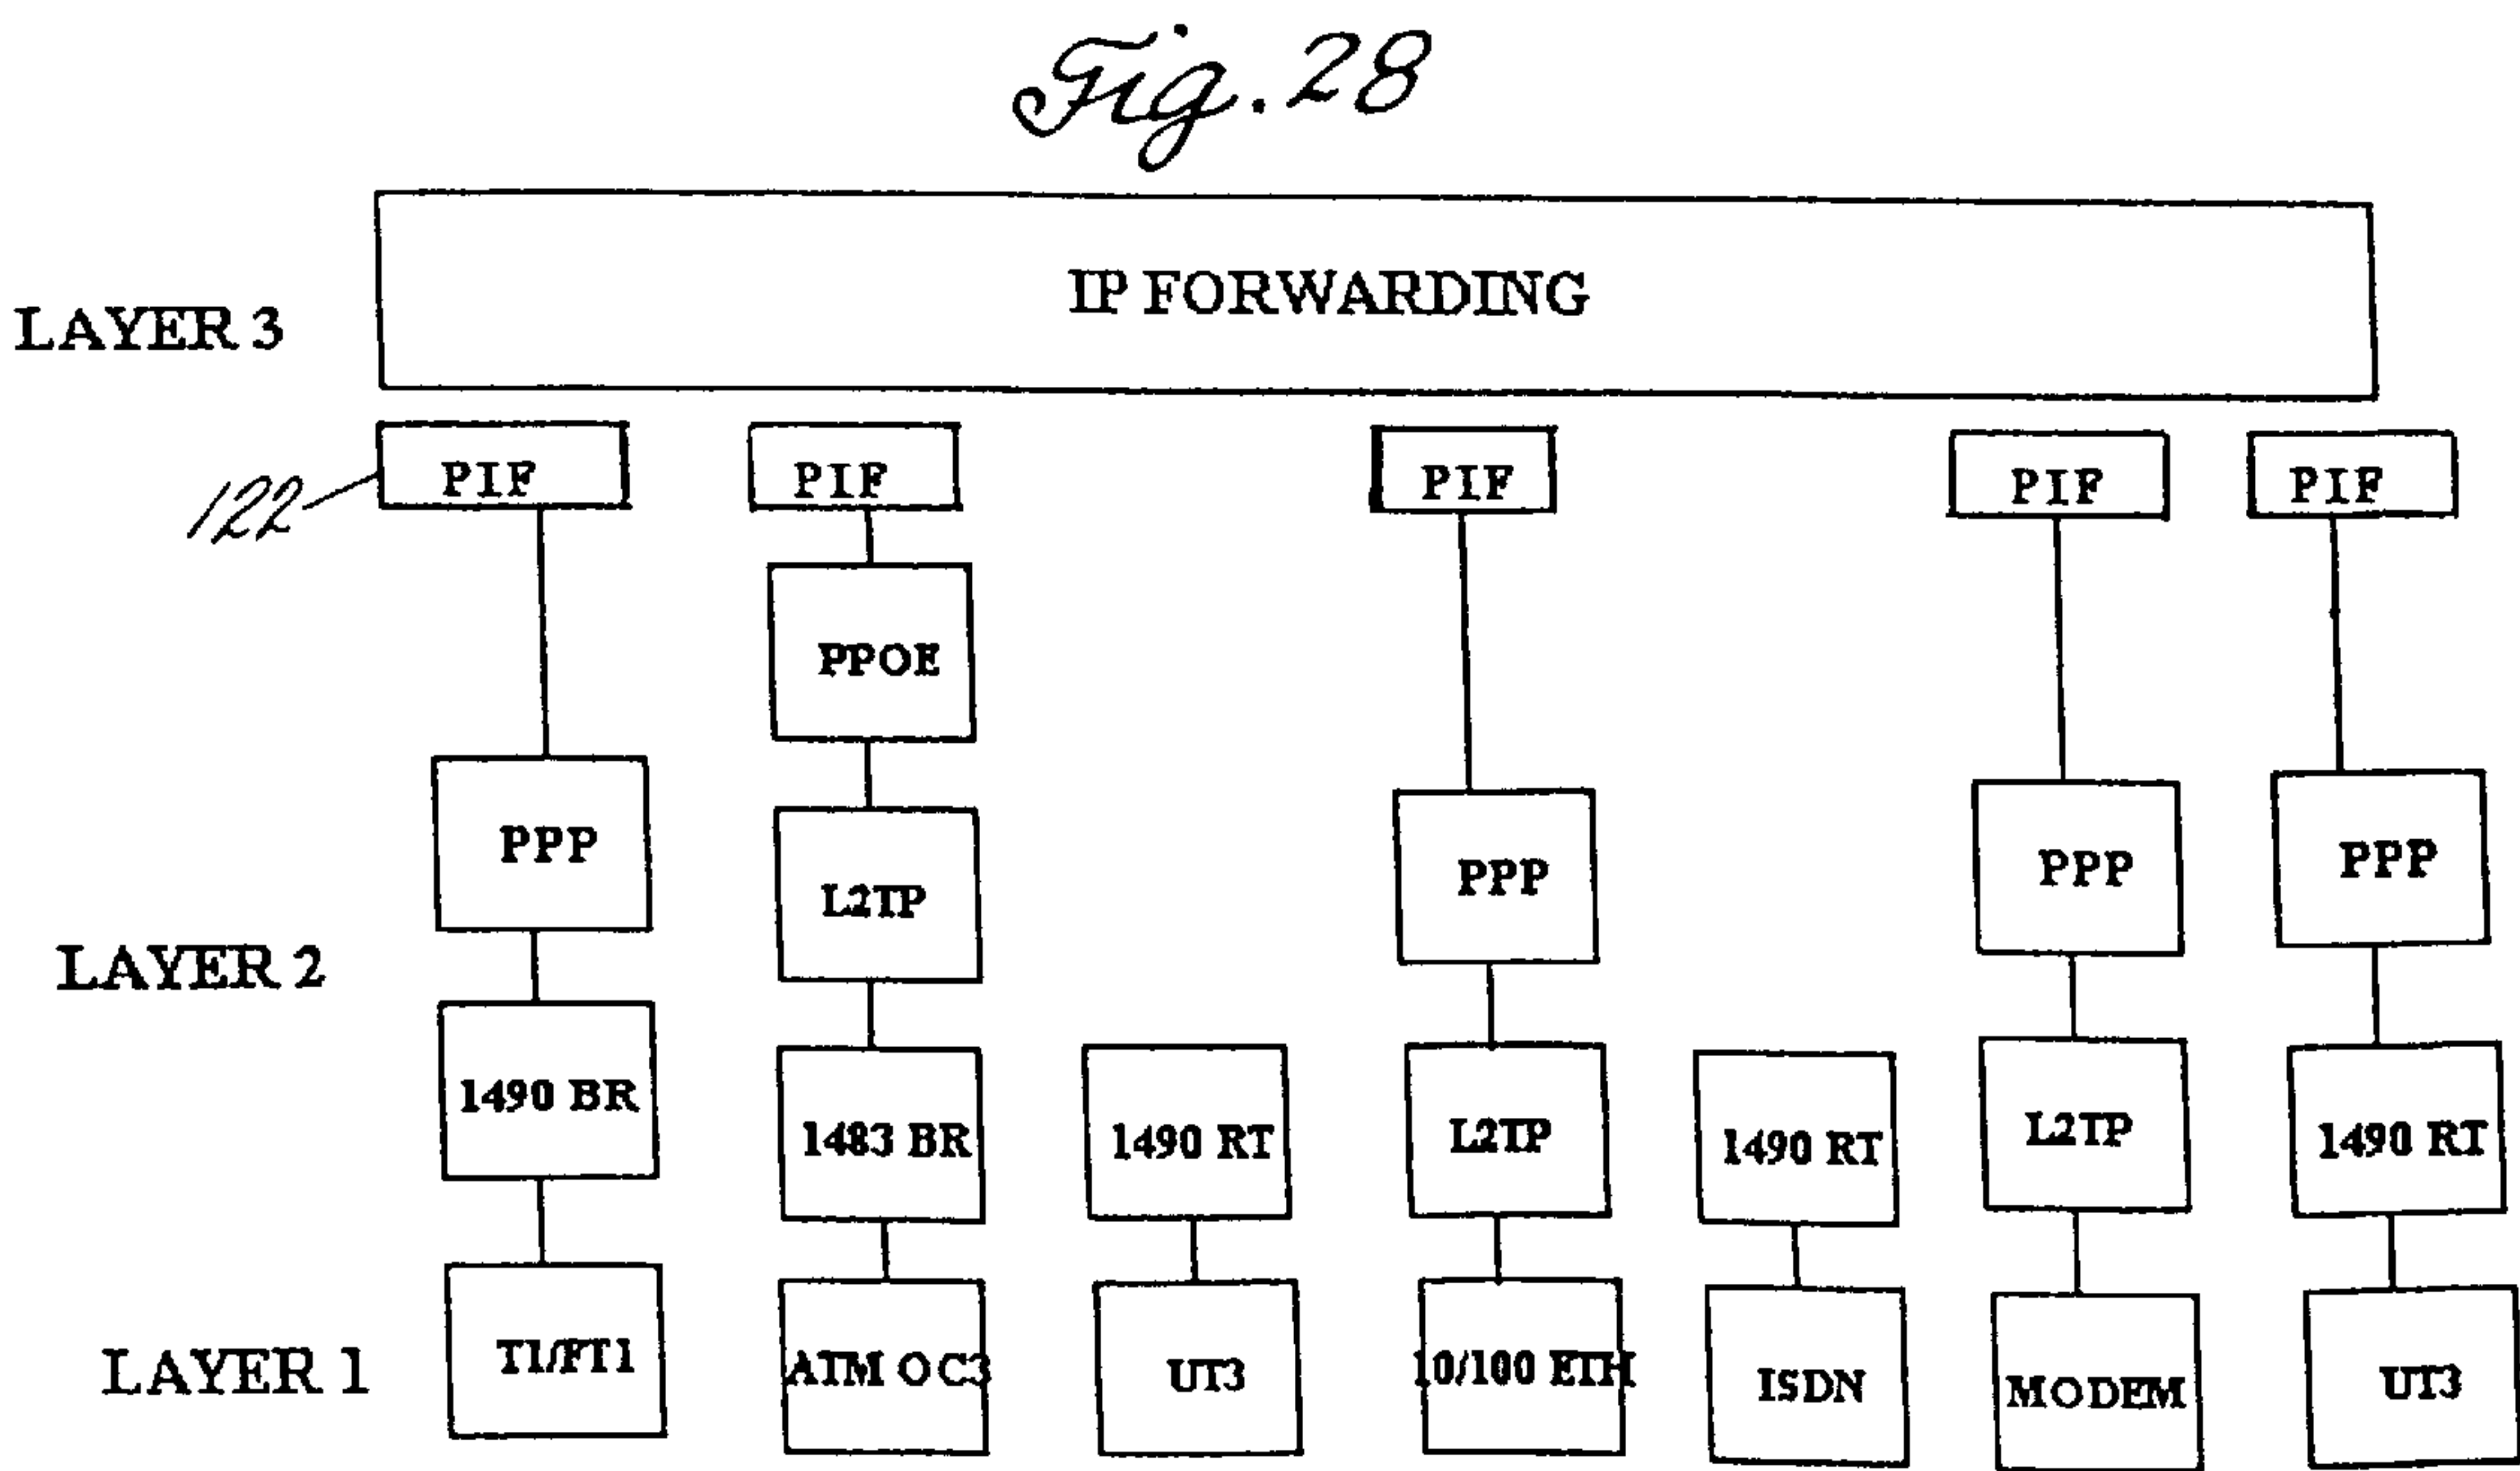 Fig. 28
IP FORWARDING
LAYER 3
PIF PIF PIF PIF PIF
122
PPOE
PPP L2TP PPP PPP PPP
LAYER 2
1490 BR 1483 BR 1490 RT L2TP 1490 RT L2TP 1490 RT
LAYER 1
T1/FT1 ATM OC3 UT3 10/100 ETH ISDN MODEM UT3